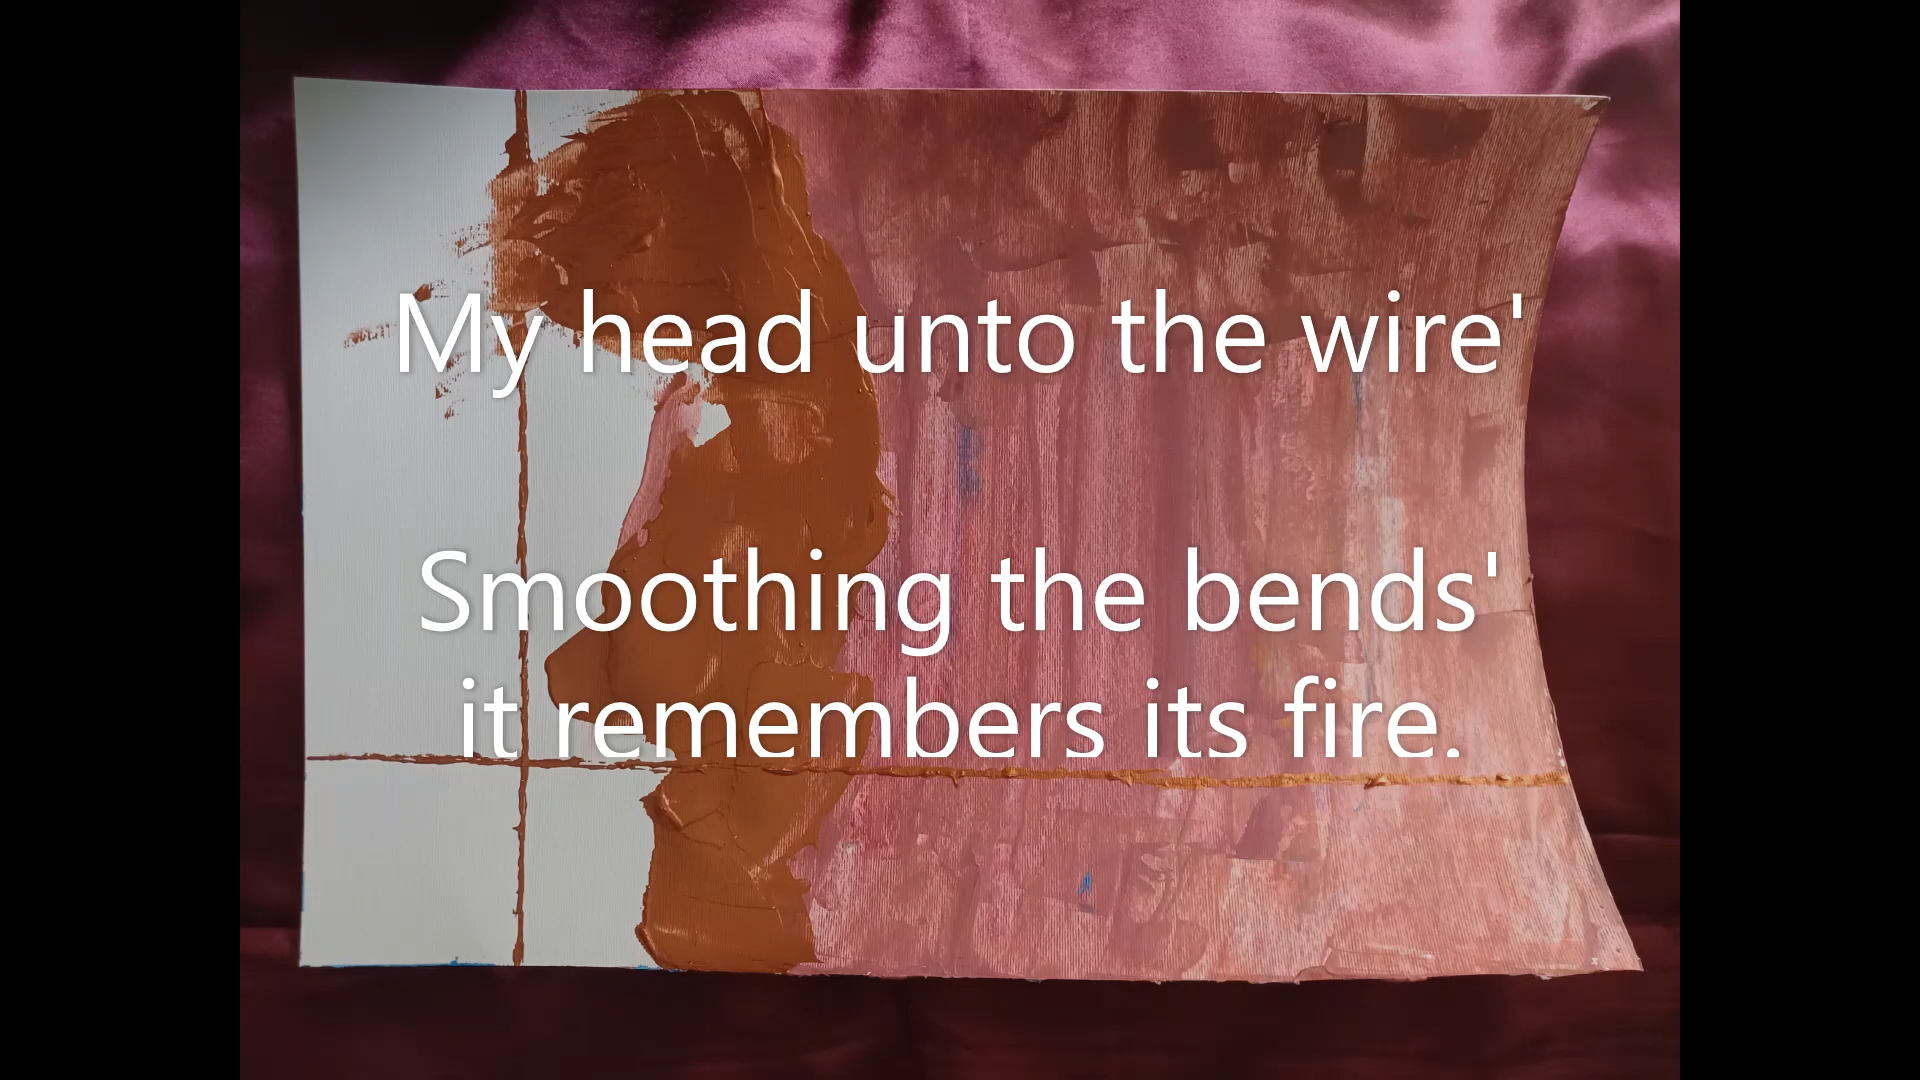 My head unto the wire'
Smoothing the bends'
it remembers its fire.